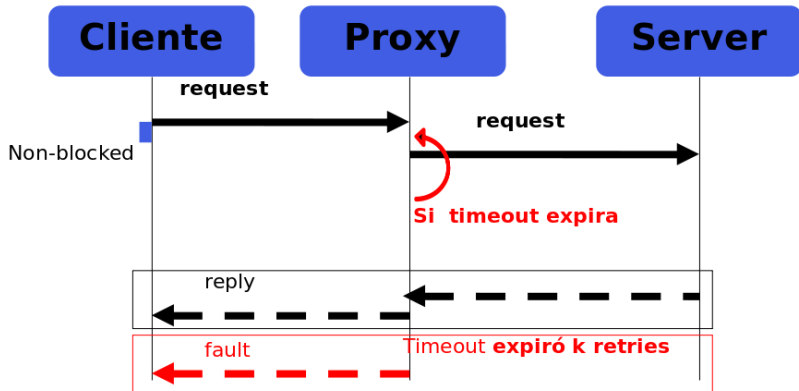 Cliente Proxy Server
request
request
Non-blocked
Si timeout expira
reply
fault
Timeout expiró k retries